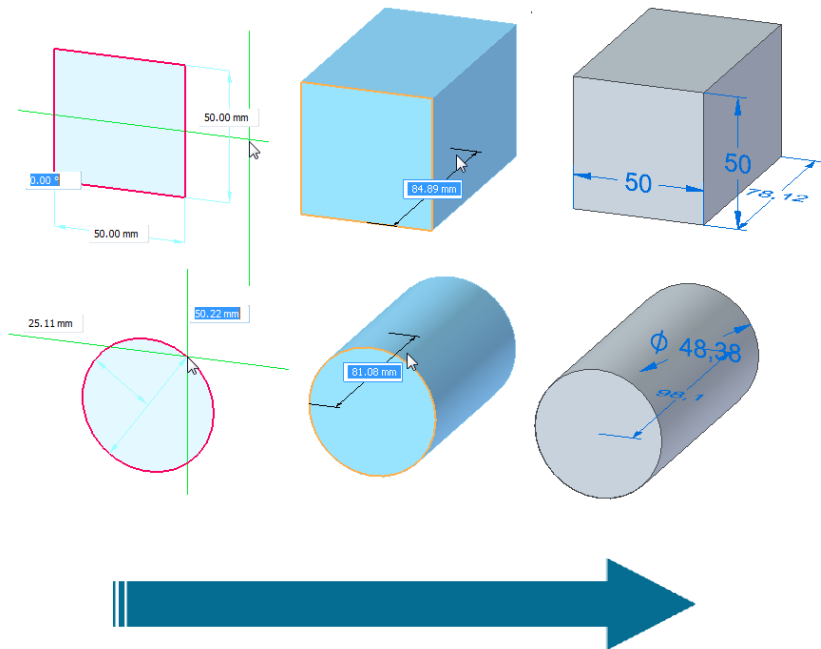 50.00 mm
0.00 °
50.00 mm
84.89 mm
50
50
78,12
50.22 mm
25.11 mm
81.08 mm
Φ 48,38
98,1